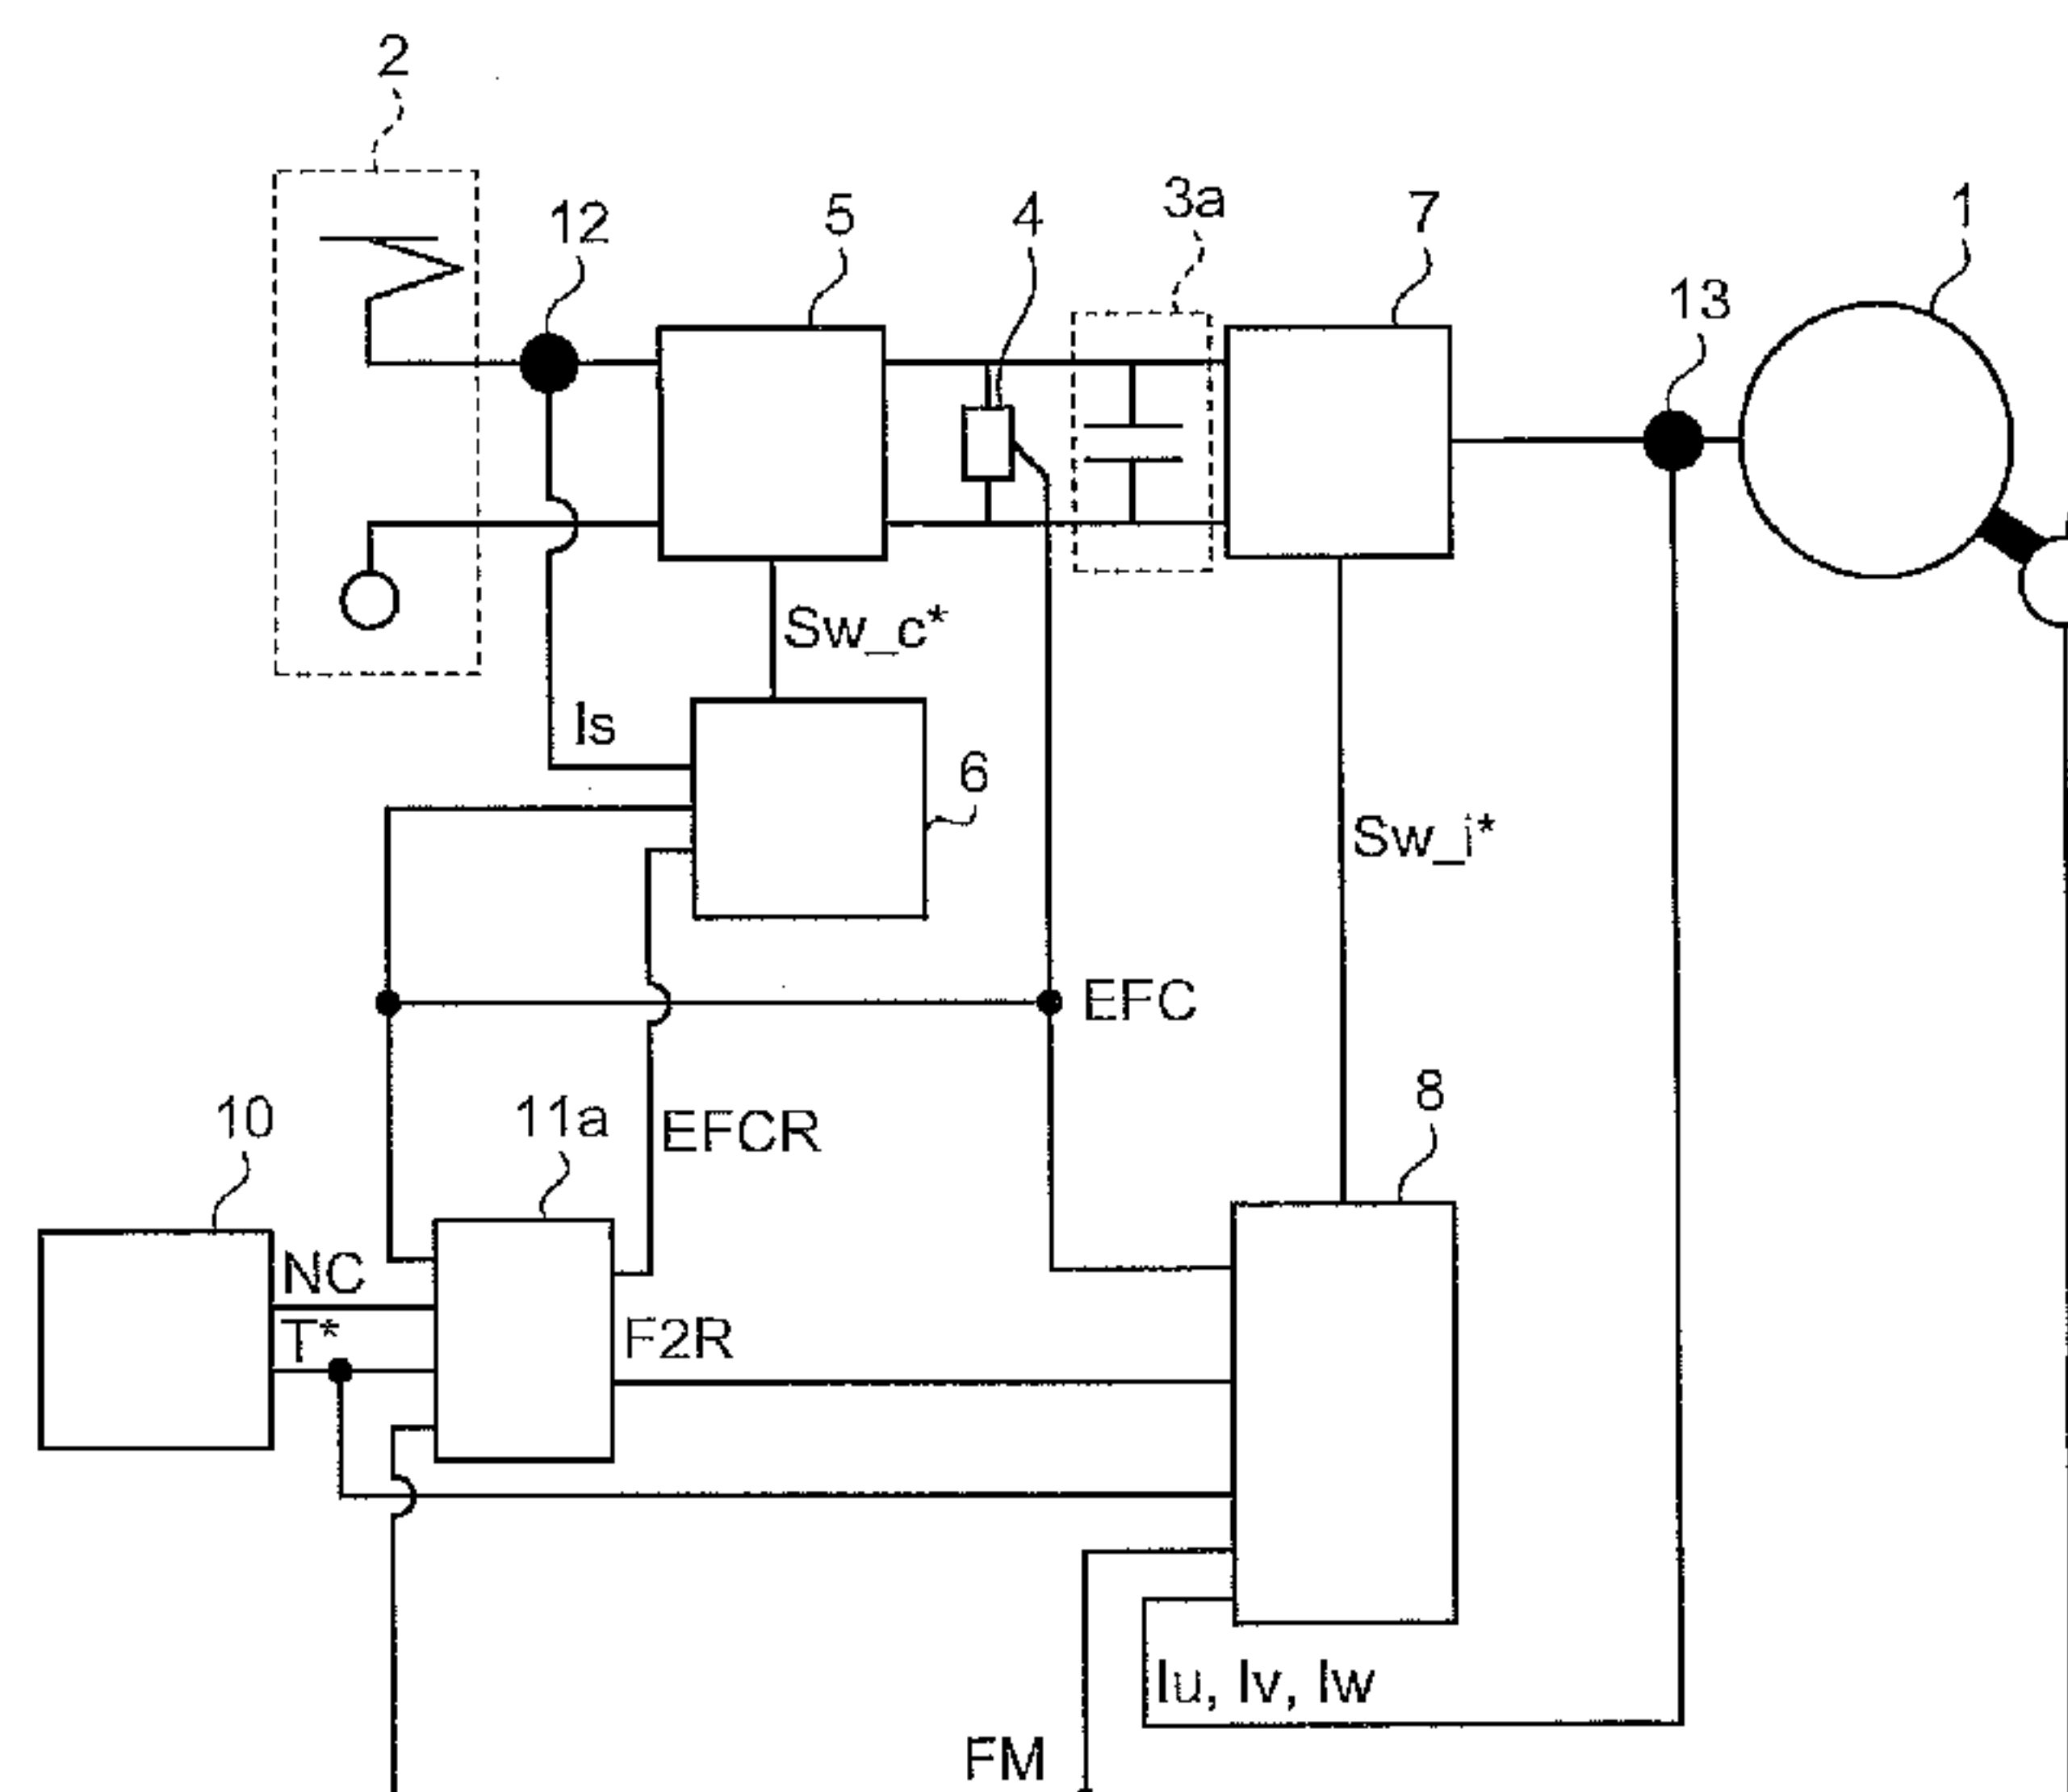 2
12
5
4
3a
7
1
13
Sw_c*
Is
6
Sw_i*
EFC
10
11a
EFCR
8
NC
T*
F2R
Iu, Iv, Iw
FM